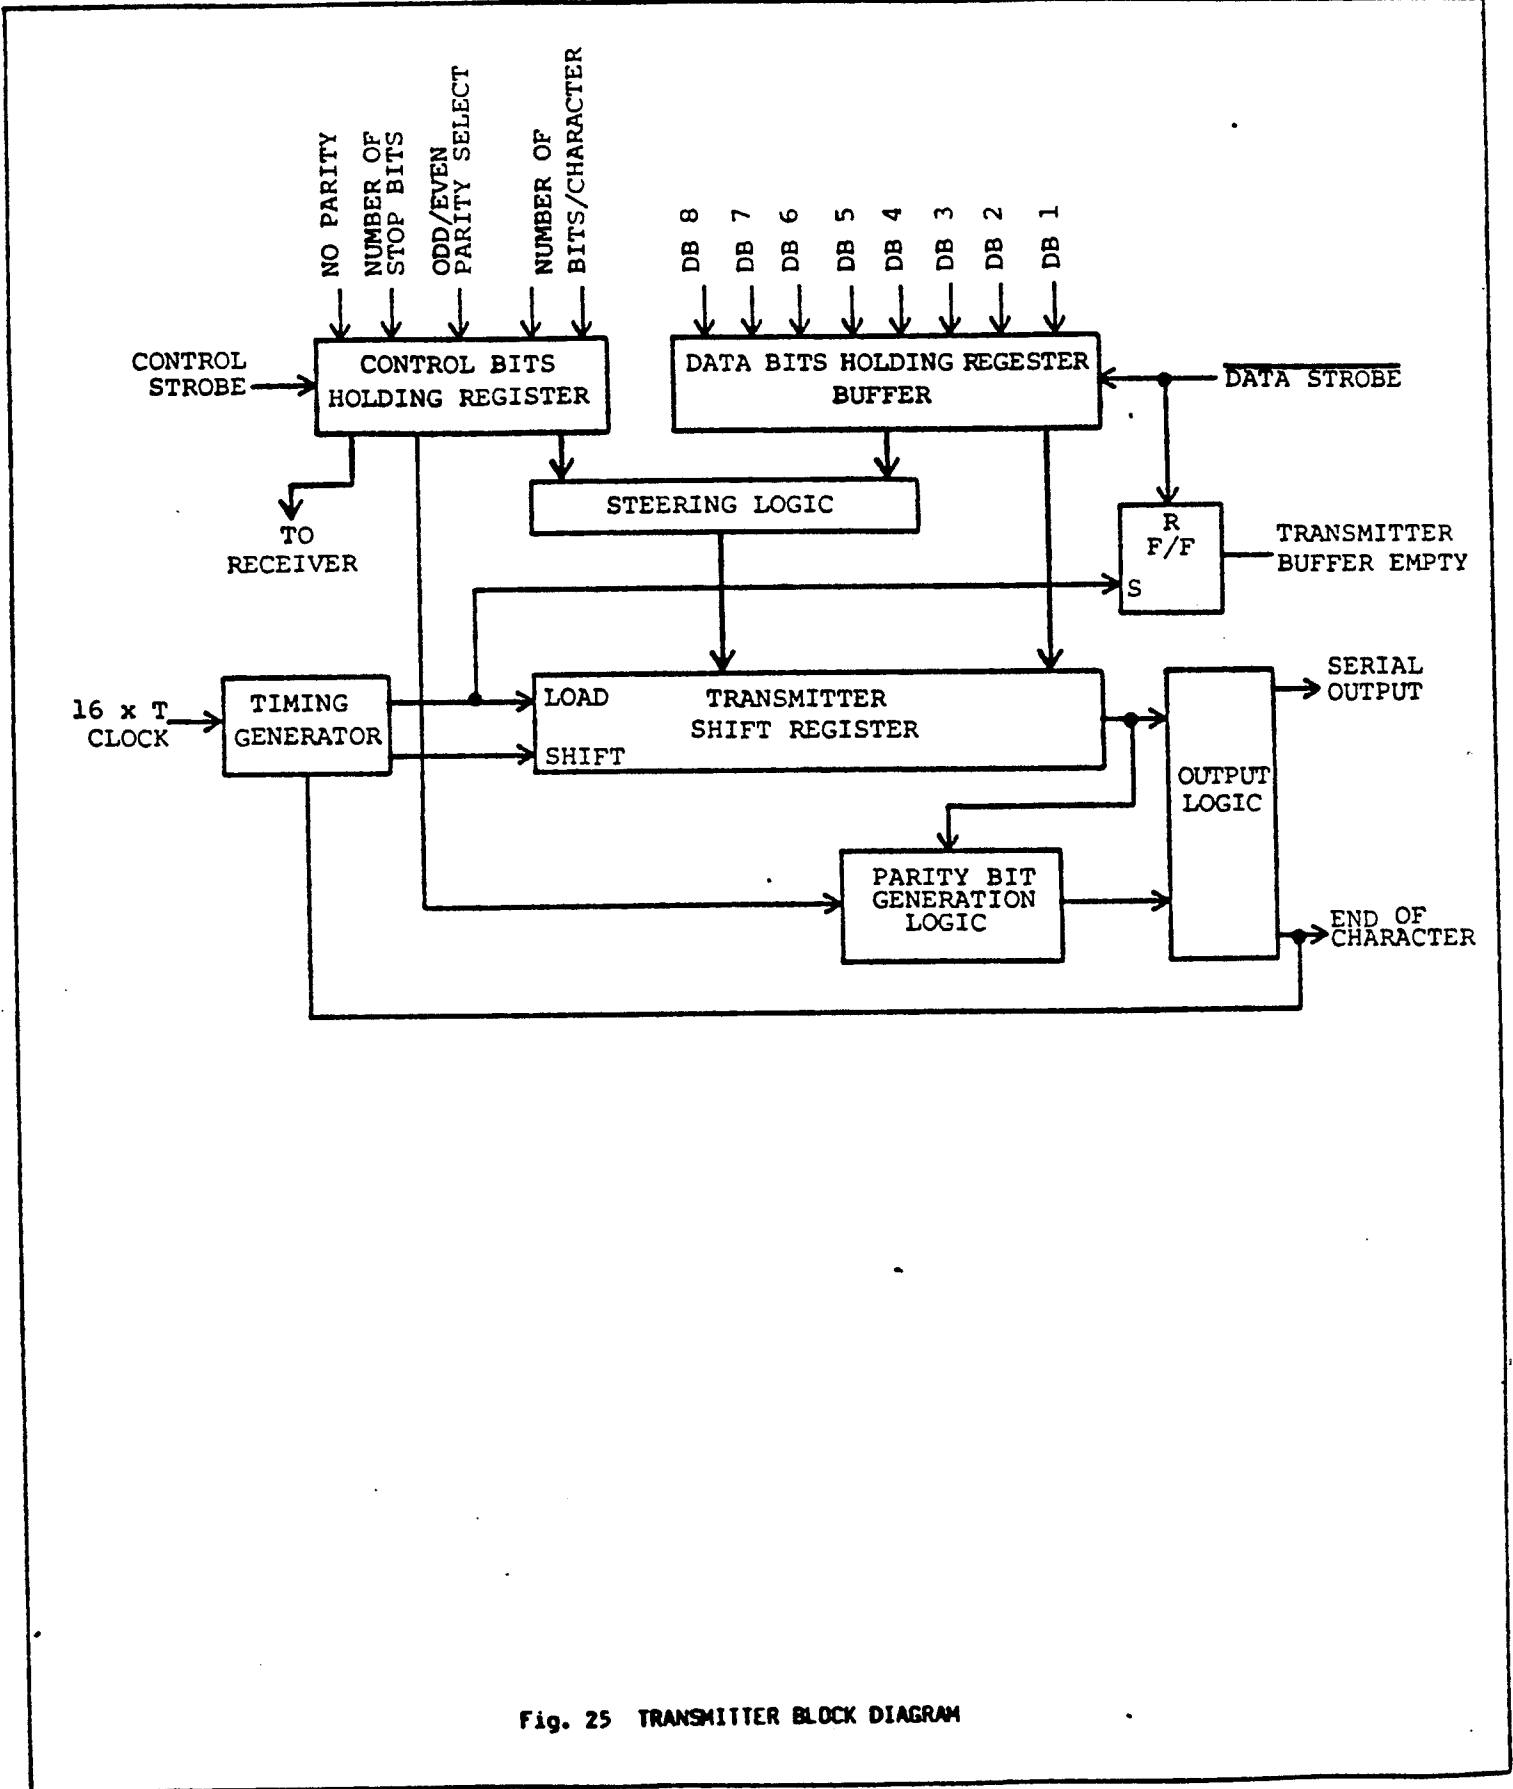 NO PARITY
NUMBER OF
STOP BITS
ODD/EVEN
PARITY SELECT
NUMBER OF
BITS/CHARACTER
DB 8
DB 7
DB 6
DB 5
DB 4
DB 3
DB 2
DB 1
CONTROL
STROBE
CONTROL BITS
HOLDING REGISTER
DATA BITS HOLDING REGESTER
BUFFER
DATA STROBE
STEERING LOGIC
TO
RECEIVER
R
F/F
S
TRANSMITTER
BUFFER EMPTY
16 x T
CLOCK
TIMING
GENERATOR
LOAD
SHIFT
TRANSMITTER
SHIFT REGISTER
SERIAL
OUTPUT
OUTPUT
LOGIC
PARITY BIT
GENERATION
LOGIC
END OF
CHARACTER
Fig. 25 TRANSMITTER BLOCK DIAGRAM